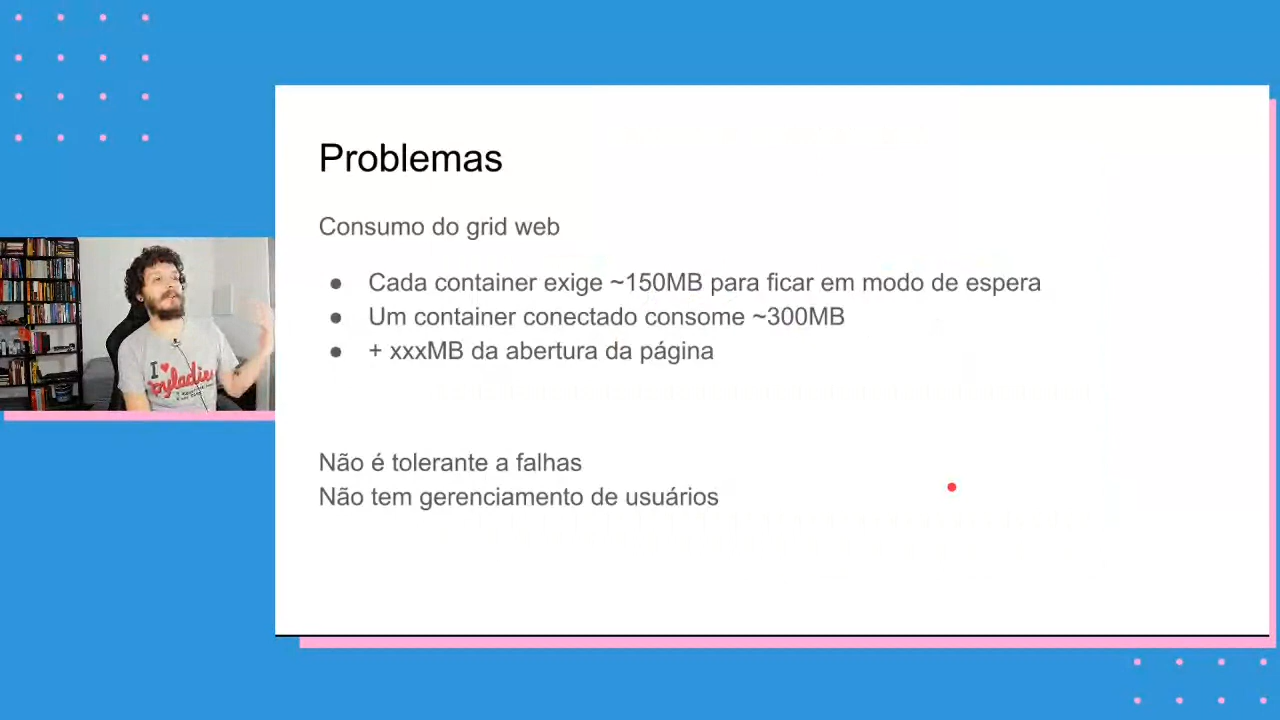 Problemas
Consumo do grid web
● Cada container exige ~150MB para ficar em modo de espera
● Um container conectado consome ~300MB
● + xxxMB da abertura da página
Não é tolerante a falhas
Não tem gerenciamento de usuários
I ♥
pyladies